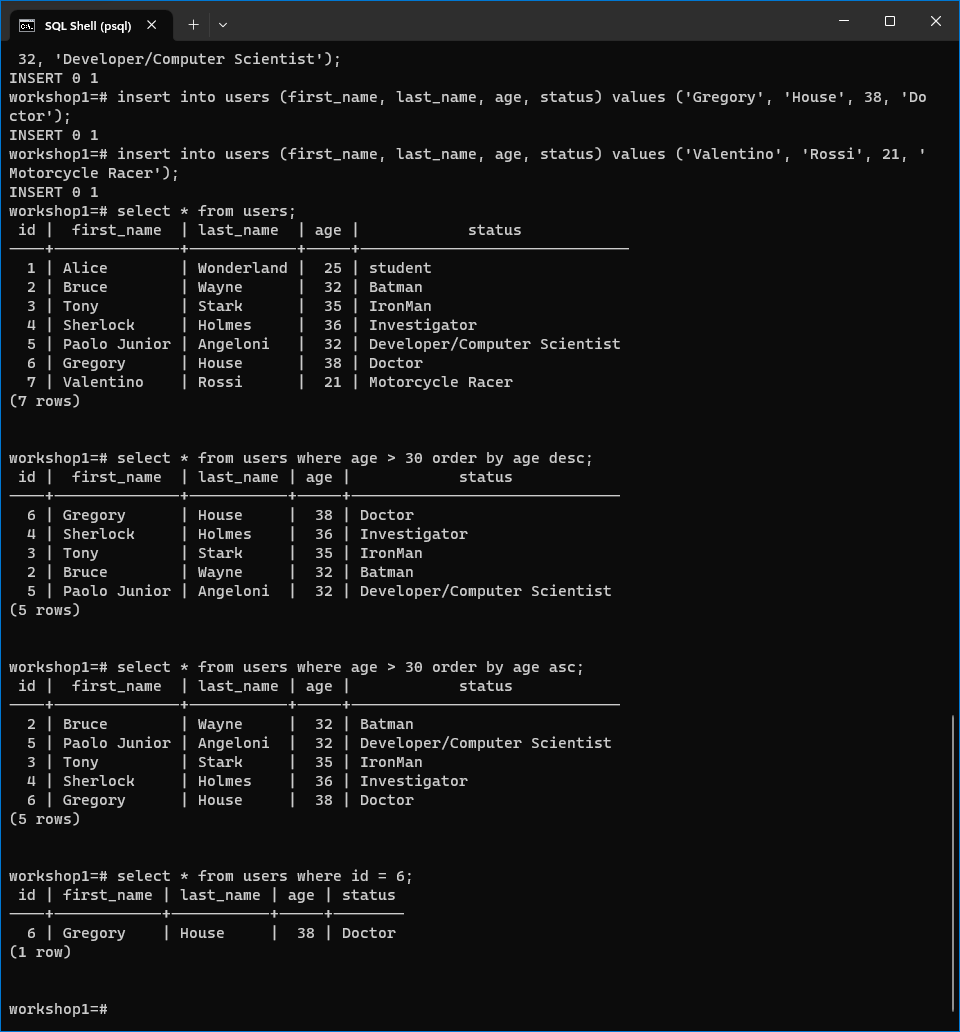 SQL Shell (psql)
 32, 'Developer/Computer Scientist');
INSERT 0 1
workshop1=# insert into users (first_name, last_name, age, status) values ('Gregory', 'House', 38, 'Do
ctor');
INSERT 0 1
workshop1=# insert into users (first_name, last_name, age, status) values ('Valentino', 'Rossi', 21, '
Motorcycle Racer');
INSERT 0 1
workshop1=# select * from users;
 id |  first_name  | last_name  | age |            status
----+--------------+------------+-----+------------------------------
  1 | Alice        | Wonderland |  25 | student
  2 | Bruce        | Wayne      |  32 | Batman
  3 | Tony         | Stark      |  35 | IronMan
  4 | Sherlock     | Holmes     |  36 | Investigator
  5 | Paolo Junior | Angeloni   |  32 | Developer/Computer Scientist
  6 | Gregory      | House      |  38 | Doctor
  7 | Valentino    | Rossi      |  21 | Motorcycle Racer
(7 rows)
workshop1=# select * from users where age > 30 order by age desc;
 id |  first_name  | last_name | age |            status
----+--------------+-----------+-----+------------------------------
  6 | Gregory      | House     |  38 | Doctor
  4 | Sherlock     | Holmes    |  36 | Investigator
  3 | Tony         | Stark     |  35 | IronMan
  2 | Bruce        | Wayne     |  32 | Batman
  5 | Paolo Junior | Angeloni  |  32 | Developer/Computer Scientist
(5 rows)
workshop1=# select * from users where age > 30 order by age asc;
 id |  first_name  | last_name | age |            status
----+--------------+-----------+-----+------------------------------
  2 | Bruce        | Wayne     |  32 | Batman
  5 | Paolo Junior | Angeloni  |  32 | Developer/Computer Scientist
  3 | Tony         | Stark     |  35 | IronMan
  4 | Sherlock     | Holmes    |  36 | Investigator
  6 | Gregory      | House     |  38 | Doctor
(5 rows)
workshop1=# select * from users where id = 6;
 id | first_name | last_name | age | status
----+------------+-----------+-----+--------
  6 | Gregory    | House     |  38 | Doctor
(1 row)
workshop1=#